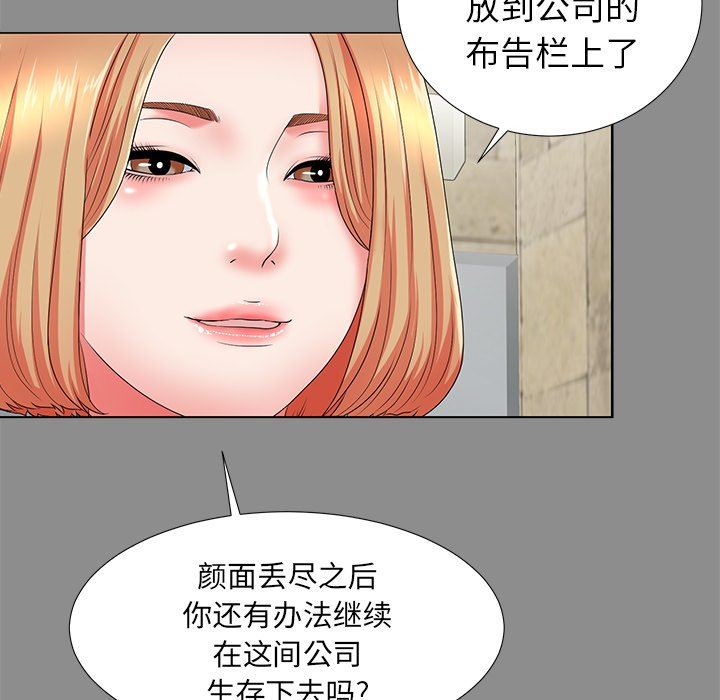 放到公司的
布告栏上了
颜面丢尽之后
你还有办法继续
在这间公司
生存下去吗?